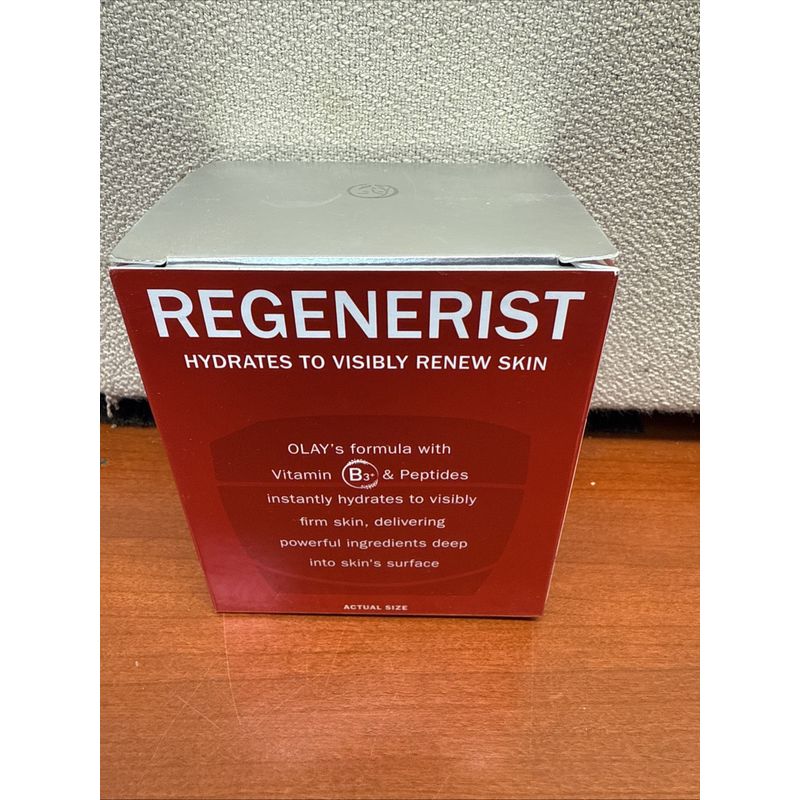 REGENERIST
HYDRATES TO VISIBLY RENEW SKIN
OLAY's formula with
Vitamin B3+ & Peptides
instantly hydrates to visibly
firm skin, delivering
powerful ingredients deep
into skin's surface
ACTUAL SIZE